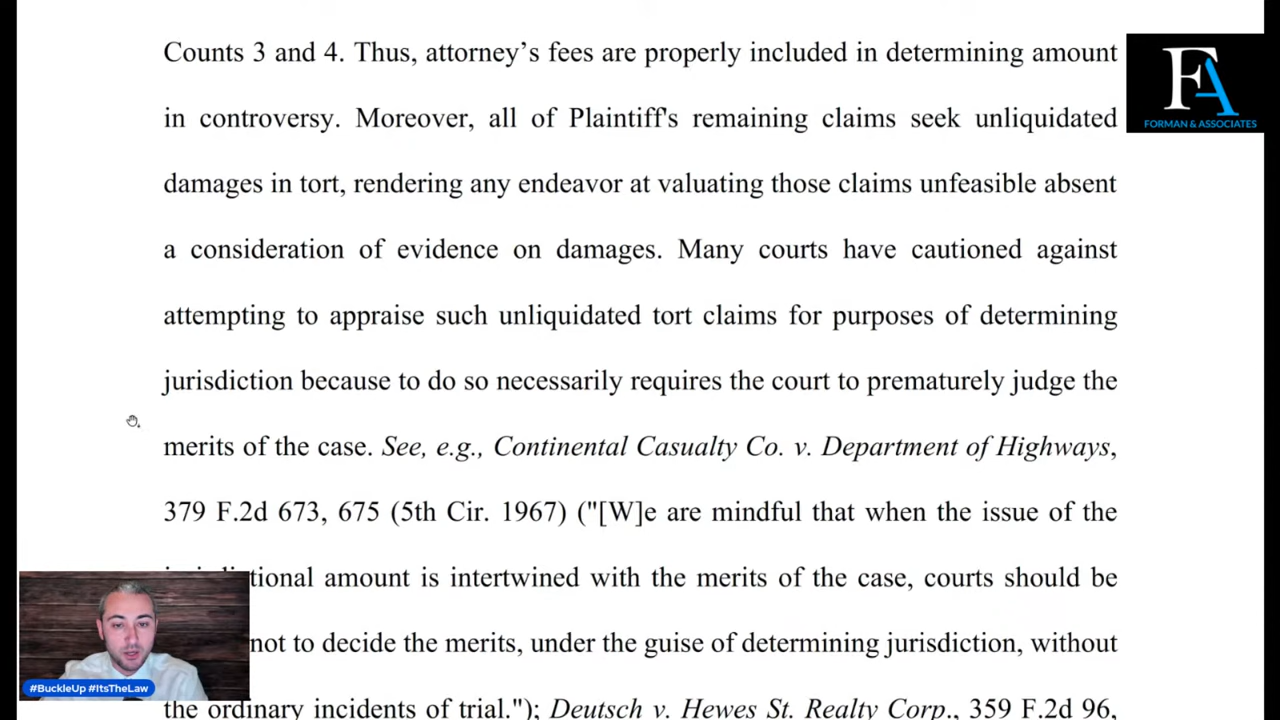 Counts 3 and 4. Thus, attorney’s fees are properly included in determining amount
in controversy. Moreover, all of Plaintiff's remaining claims seek unliquidated
damages in tort, rendering any endeavor at valuating those claims unfeasible absent
a consideration of evidence on damages. Many courts have cautioned against
attempting to appraise such unliquidated tort claims for purposes of determining
jurisdiction because to do so necessarily requires the court to prematurely judge the
merits of the case. See, e.g., Continental Casualty Co. v. Department of Highways,
379 F.2d 673, 675 (5th Cir. 1967) ("[W]e are mindful that when the issue of the
tional amount is intertwined with the merits of the case, courts should be
not to decide the merits, under the guise of determining jurisdiction, without
the ordinary incidents of trial."); Deutsch v. Hewes St. Realty Corp., 359 F.2d 96,
FA
FORMAN & ASSOCIATES
#BuckleUp #ItsTheLaw